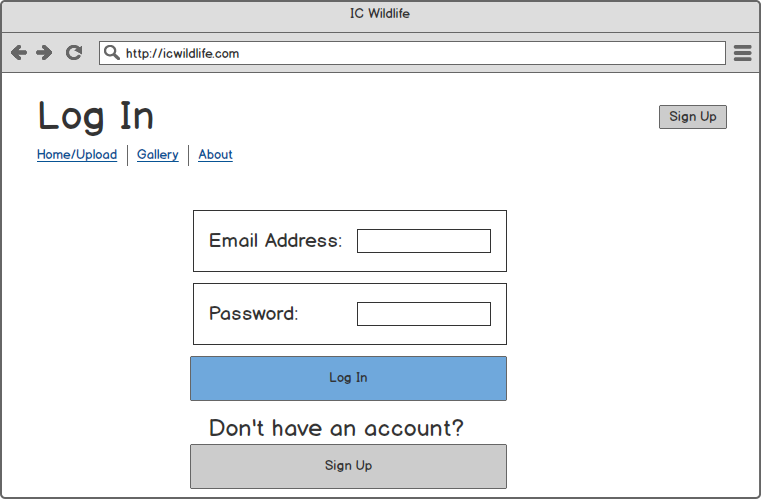 IC Wildlife
http://icwildlife.com
Log In
Sign Up
Home/Upload
Gallery
About
Email Address:
Password:
Log In
Don't have an account?
Sign Up